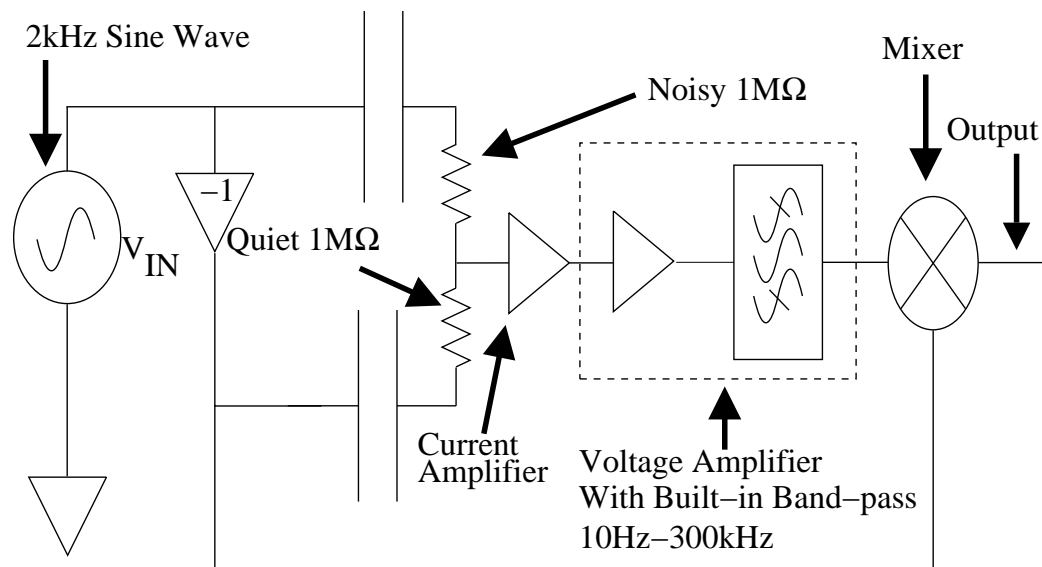 2kHz Sine Wave
Mixer
Noisy 1MΩ
Output
−1
Quiet 1MΩ
V
IN
Current
Amplifier
Voltage Amplifier
With Built−in Band−pass
10Hz−300kHz